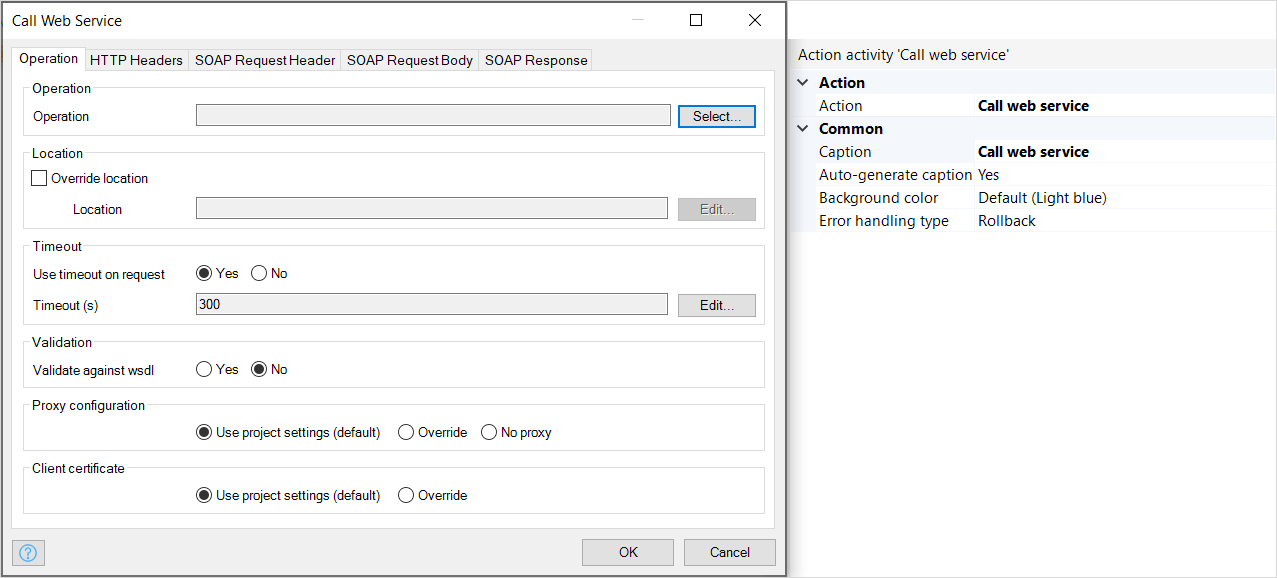 Call Web Service
Operation HTTP Headers SOAP Request Header SOAP Request Body SOAP Response
Operation
Operation Select...
Location
Override location
Location Edit...
Timeout
Use timeout on request Yes No
Timeout (s) 300 Edit...
Validation
Validate against wsdl Yes No
Proxy configuration
Use project settings (default) Override No proxy
Client certificate
Use project settings (default) Override
? OK Cancel
Action activity 'Call web service'
Action
Action Call web service
Common
Caption Call web service
Auto-generate caption Yes
Background color Default (Light blue)
Error handling type Rollback